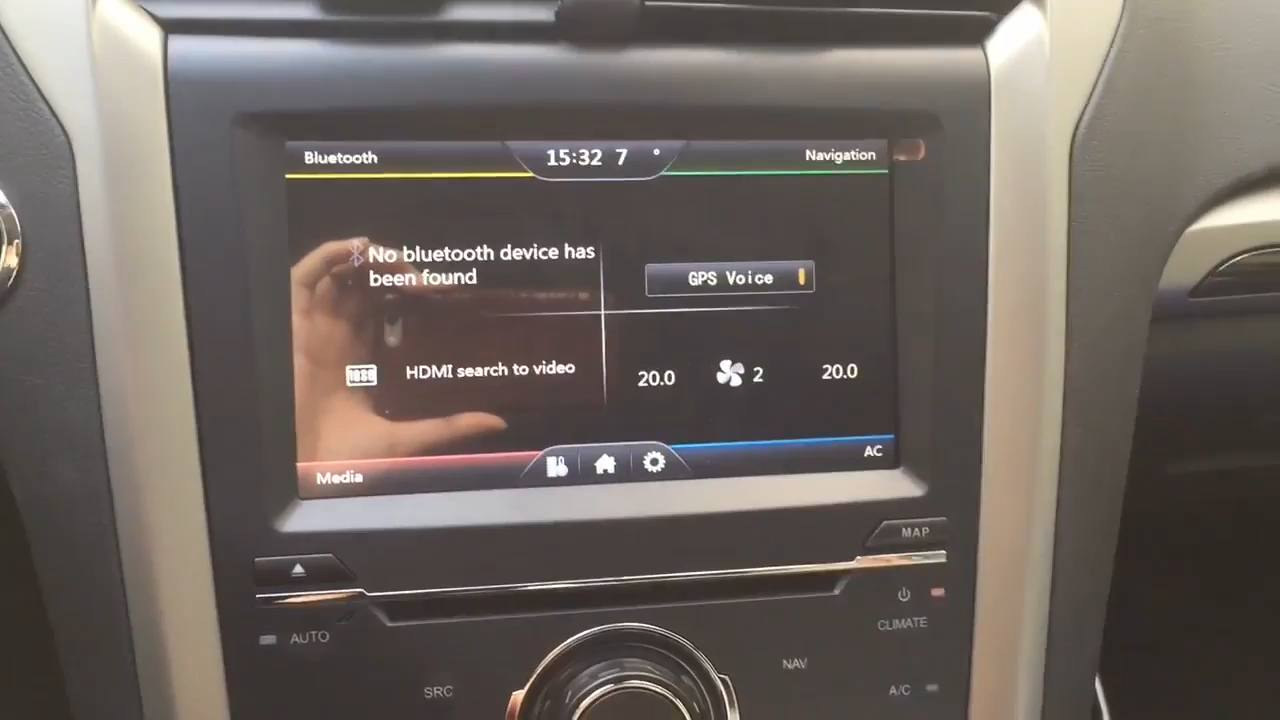 Bluetooth
15:32 7 °
Navigation
No bluetooth device has
been found
GPS Voice
1080
HDMI search to video
20.0
2
20.0
Media
AC
MAP
AUTO
CLIMATE
SRC
NAV
A/C